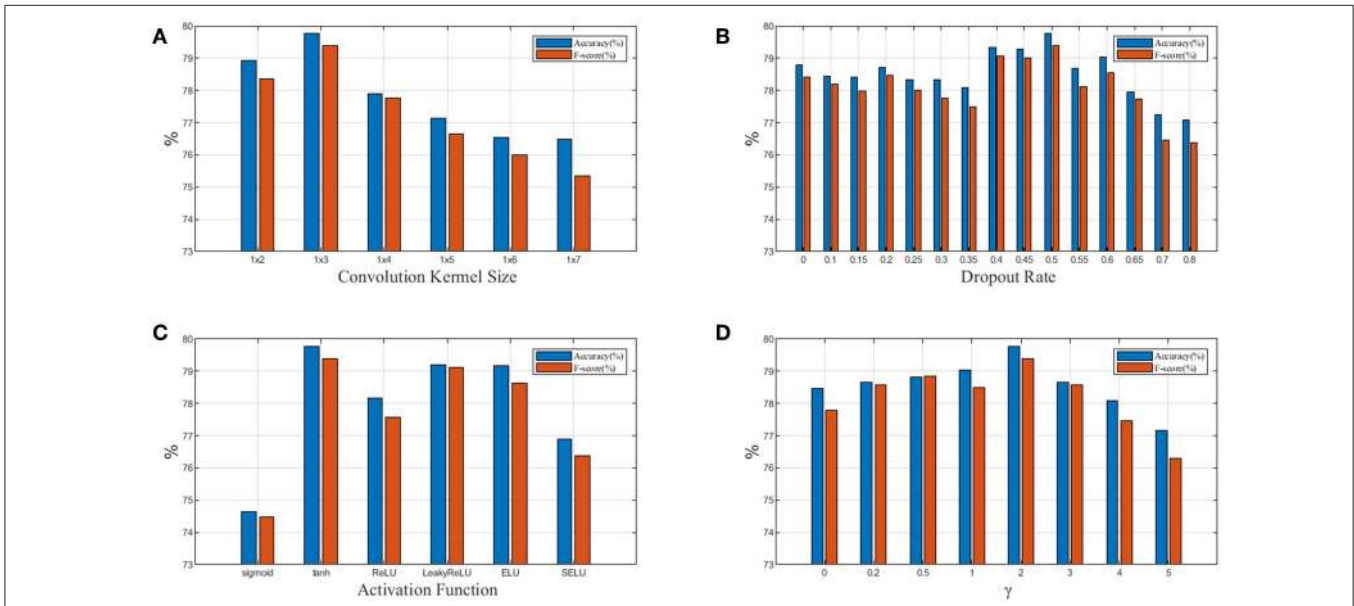 A
80
79
78
77
76
75
74
73
%
Accuracy(%)
F-score(%)
1x2 1x3 1x4 1x5 1x6 1x7
Convolution Kermel Size
B
80
79
78
77
76
75
74
73
%
Accuracy(%)
F-score(%)
0 0.1 0.15 0.2 0.25 0.3 0.35 0.4 0.45 0.5 0.55 0.6 0.65 0.7 0.8
Dropout Rate
C
80
79
78
77
76
75
74
73
%
Accuracy(%)
F-score(%)
sigmoid tanh ReLU LeakyReLU ELU SELU
Activation Function
D
80
79
78
77
76
75
74
73
%
Accuracy(%)
F-score(%)
0 0.2 0.5 1 2 3 4 5
γ